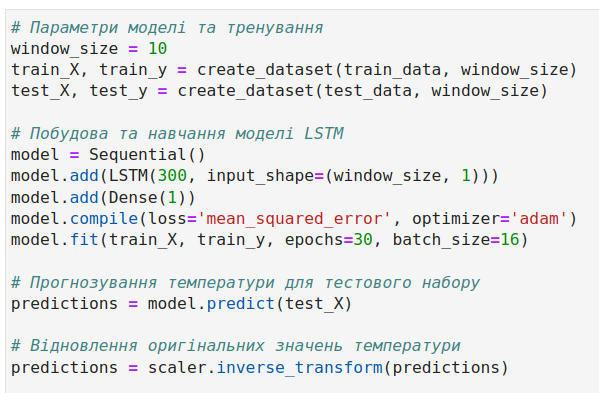 # Параметри моделі та тренування
window_size = 10
train_X, train_y = create_dataset(train_data, window_size)
test_X, test_y = create_dataset(test_data, window_size)
# Побудова та навчання моделі LSTM
model = Sequential()
model.add(LSTM(300, input_shape=(window_size, 1)))
model.add(Dense(1))
model.compile(loss='mean_squared_error', optimizer='adam')
model.fit(train_X, train_y, epochs=30, batch_size=16)
# Прогнозування температури для тестового набору
predictions = model.predict(test_X)
# Відновлення оригінальних значень температури
predictions = scaler.inverse_transform(predictions)